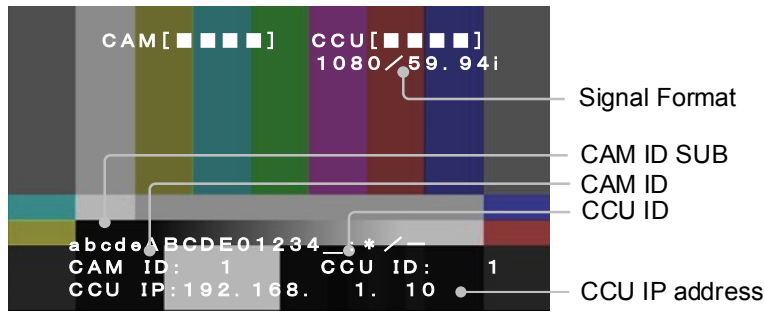 CAM[■■■■] CCU[■■■■]
1080/59.94i
Signal Format
CAM ID SUB
CAM ID
CCU ID
abcdeABCDE01234_:*/ー
CAM ID: 1 CCU ID: 1
CCU IP:192.168. 1. 10
CCU IP address